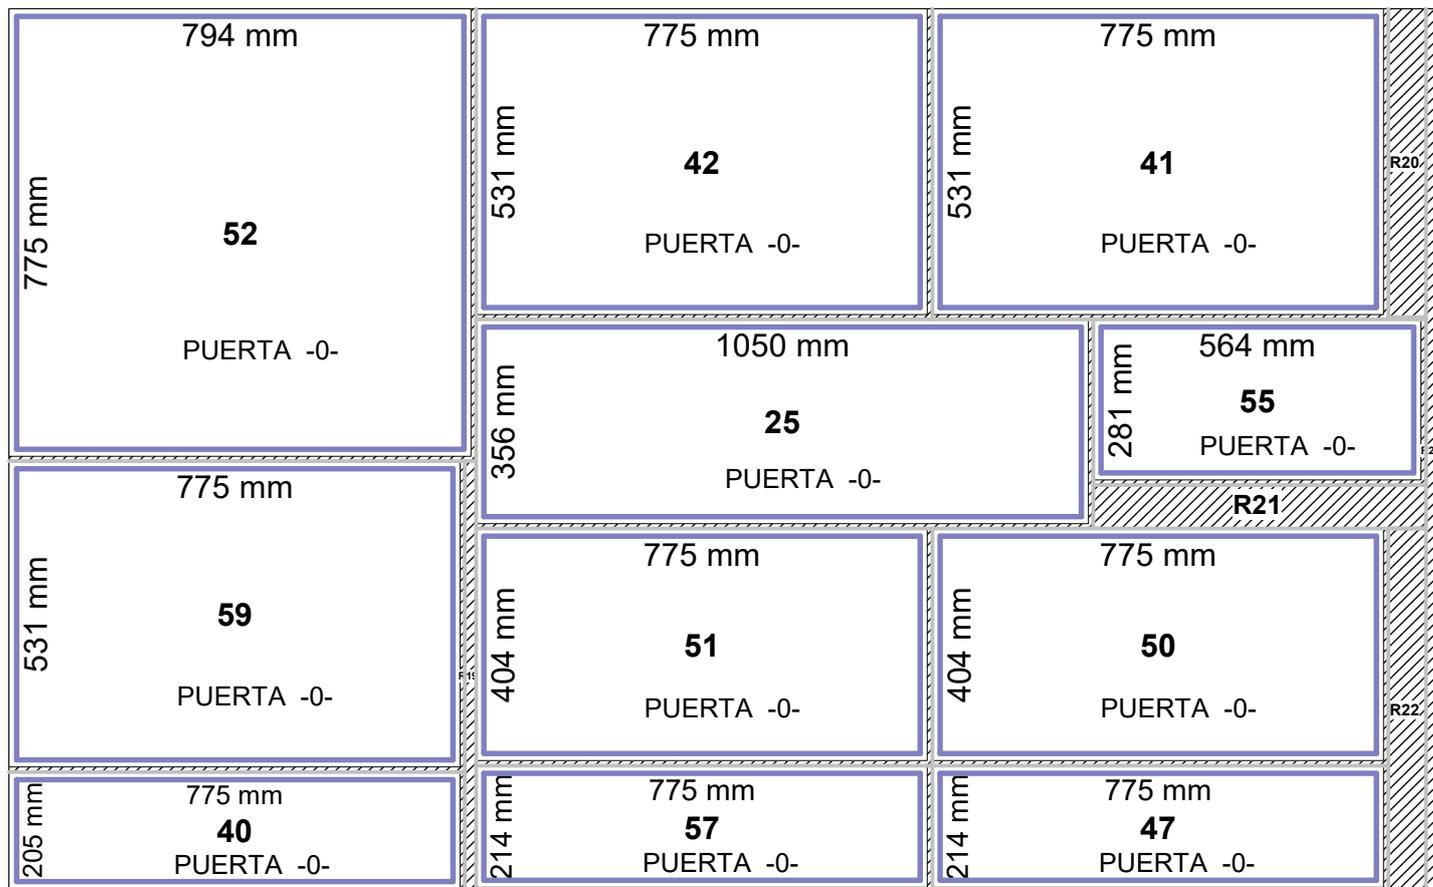 794 mm
775 mm
52
PUERTA -0-
775 mm
531 mm
42
PUERTA -0-
775 mm
531 mm
41
PUERTA -0-
R20
1050 mm
356 mm
25
PUERTA -0-
564 mm
281 mm
55
PUERTA -0-
R21
775 mm
531 mm
59
PUERTA -0-
R19
775 mm
404 mm
51
PUERTA -0-
775 mm
404 mm
50
PUERTA -0-
R22
775 mm
205 mm
40
PUERTA -0-
775 mm
214 mm
57
PUERTA -0-
775 mm
214 mm
47
PUERTA -0-